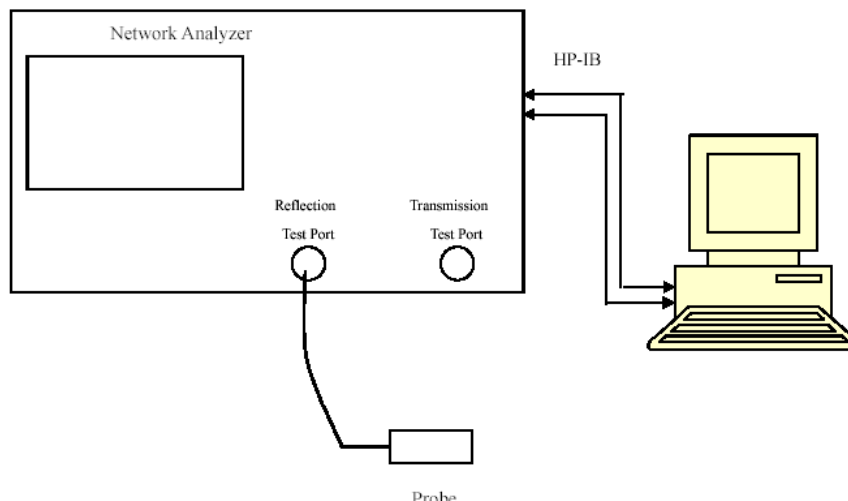 Network Analyzer
HP-IB
Reflection
Test Port
Transmission
Test Port
Probe